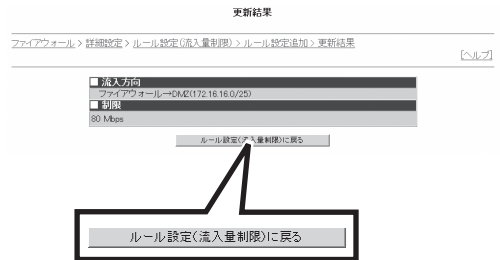 更新結果
ファイアウォール > 詳細設定 > ルール設定(流入量制限) > ルール設定追加 > 更新結果
[ヘルプ]
■ 流入方向
ファイアウォール→DMZ(172.16.16.0/25)
■ 制限
80 Mbps
ルール設定(流入量制限)に戻る
ルール設定(流入量制限)に戻る